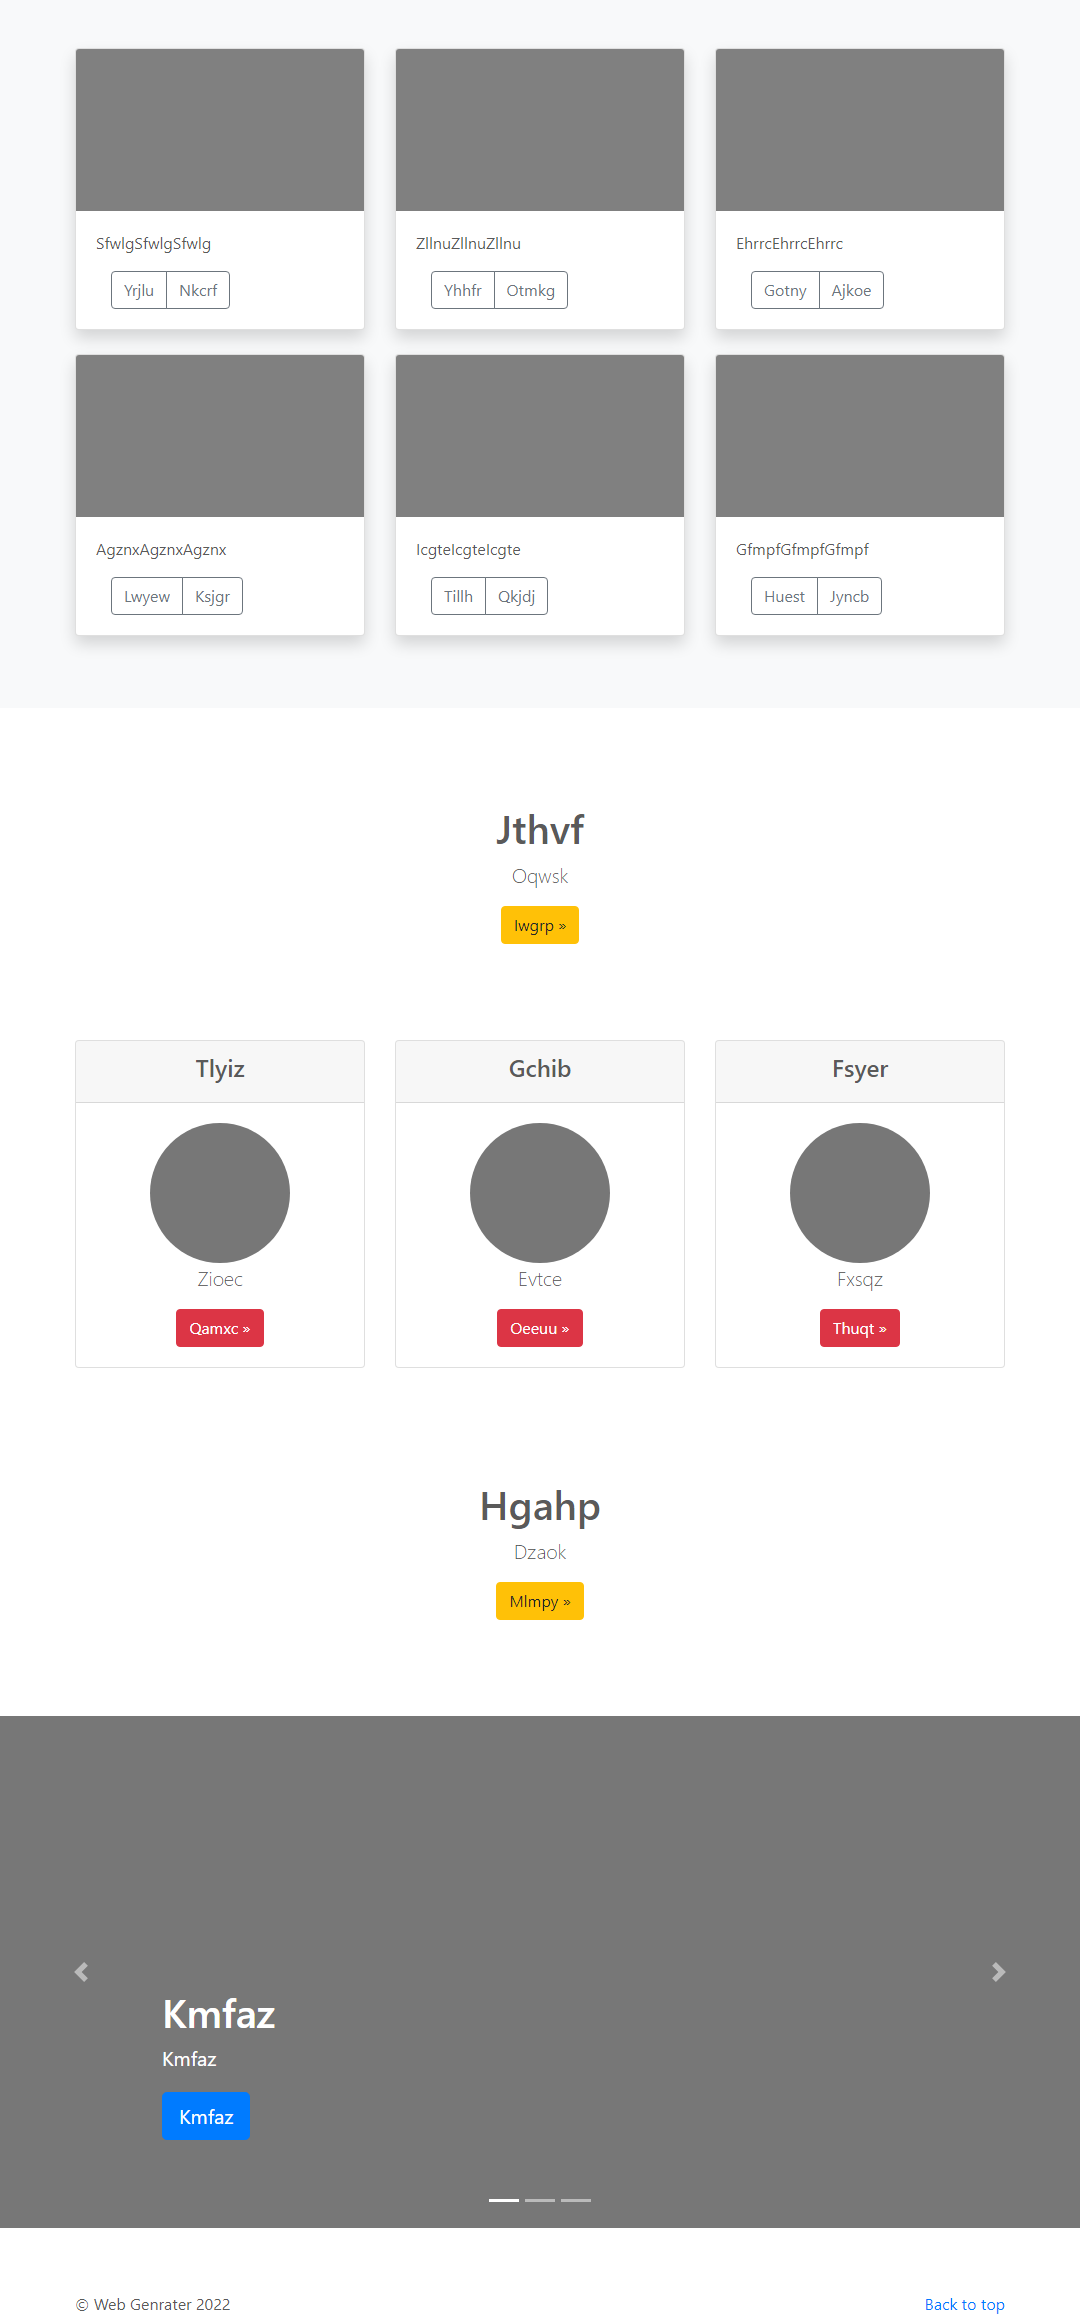 SfwlgSfwlgSfwlg ZllnuZllnuZllnu EhrrcEhrrcEhrrc
Yrjlu Nkcrf Yhhfr Otmkg Gotny Ajkoe
AgznxAgznxAgznx IcgteIcgteIcgte GfmpfGfmpfGfmpf
Lwyew Ksjgr Tillh Qkjdj Huest Jyncb
Jthvf
Oqwsk
Iwgrp »
Tlyiz Gchib Fsyer
Zioec Evtce Fxsqz
Qamxc » Oeeuu » Thuqt »
Hgahp
Dzaok
Mlmpy »
Kmfaz
Kmfaz
Kmfaz
© Web Genrater 2022 Back to top